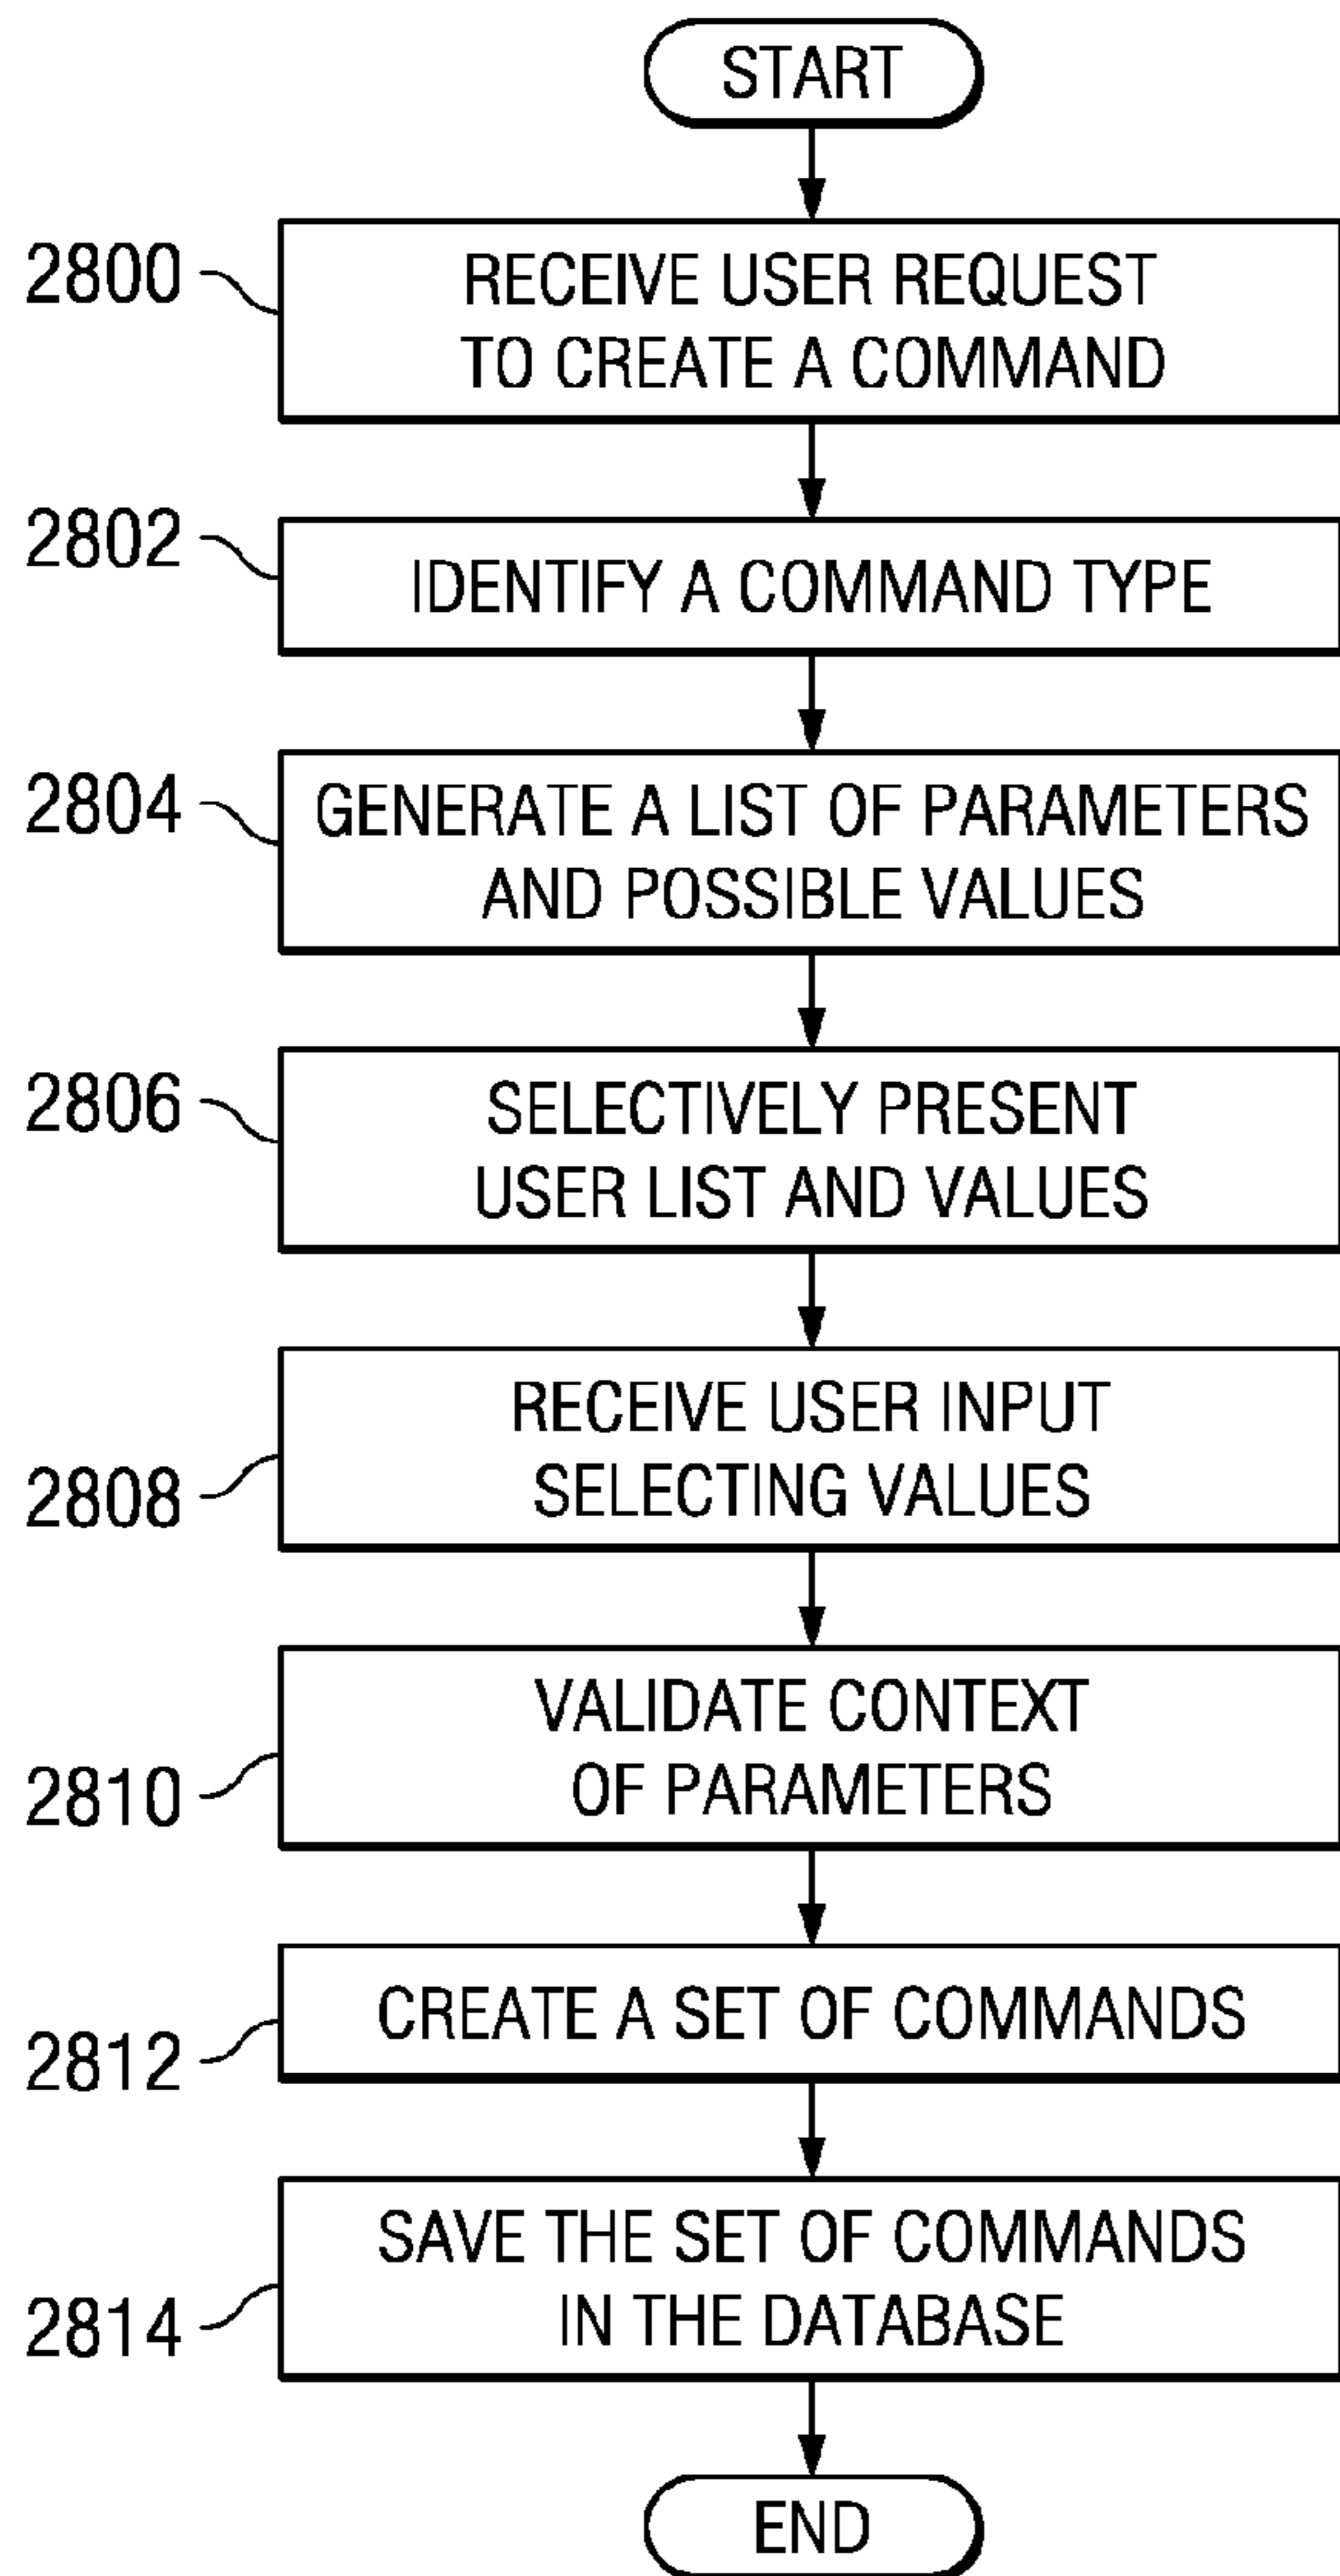 START
2800
RECEIVE USER REQUEST
TO CREATE A COMMAND
2802
IDENTIFY A COMMAND TYPE
2804
GENERATE A LIST OF PARAMETERS
AND POSSIBLE VALUES
2806
SELECTIVELY PRESENT
USER LIST AND VALUES
2808
RECEIVE USER INPUT
SELECTING VALUES
2810
VALIDATE CONTEXT
OF PARAMETERS
2812
CREATE A SET OF COMMANDS
2814
SAVE THE SET OF COMMANDS
IN THE DATABASE
END